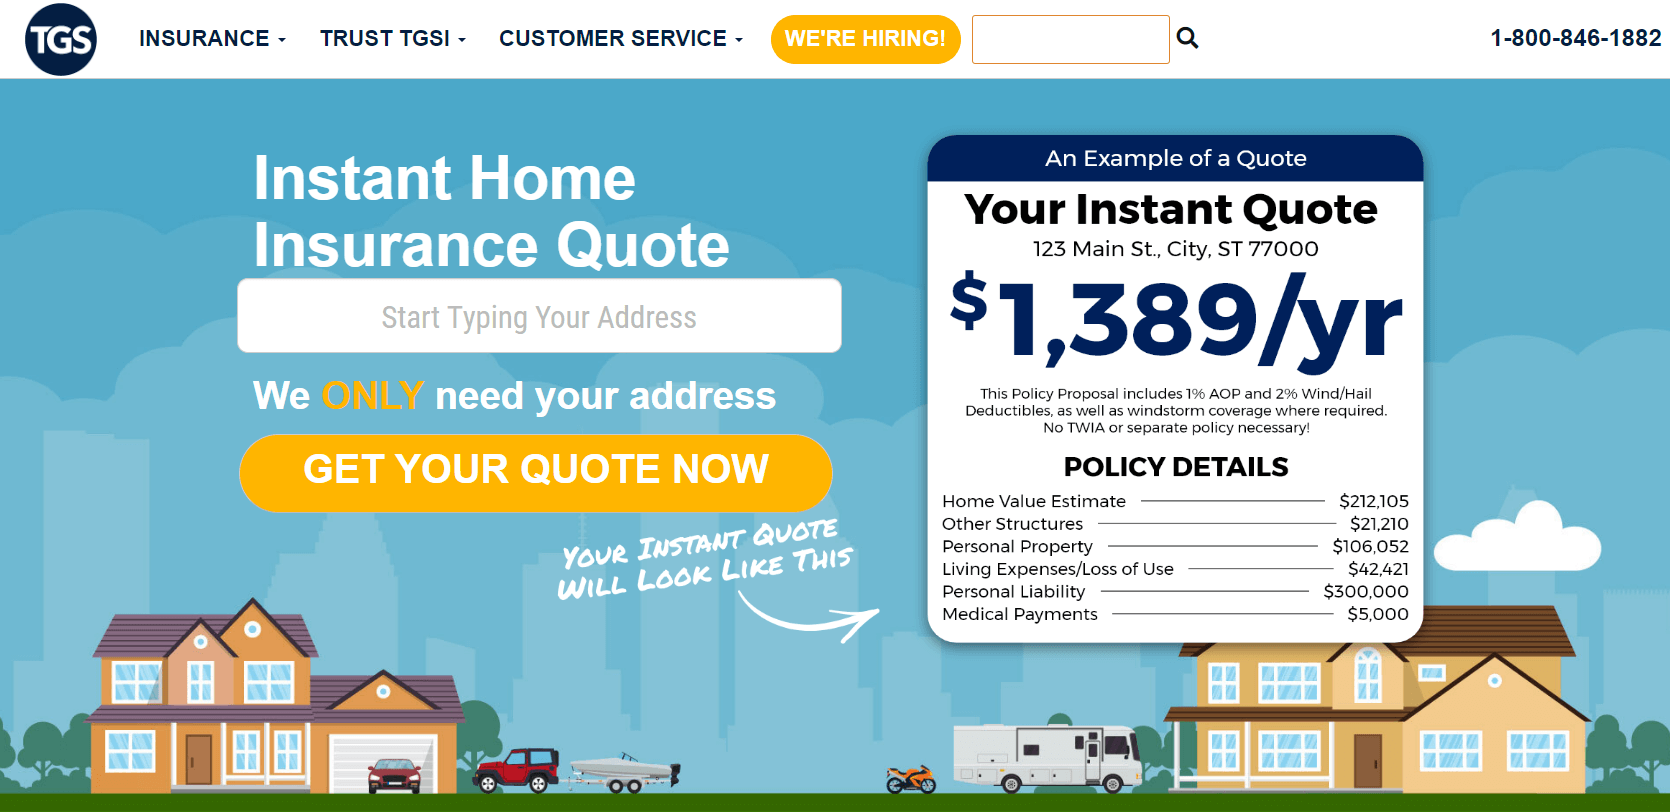 TGS
INSURANCE
TRUST TGSI
CUSTOMER SERVICE
WE'RE HIRING!
1-800-846-1882
Instant Home
Insurance Quote
Start Typing Your Address
We ONLY need your address
GET YOUR QUOTE NOW
YOUR INSTANT QUOTE
WILL LOOK LIKE THIS
An Example of a Quote
Your Instant Quote
123 Main St., City, ST 77000
$1,389/yr
This Policy Proposal includes 1% AOP and 2% Wind/Hail
Deductibles, as well as windstorm coverage where required.
No TWIA or separate policy necessary!
POLICY DETAILS
Home Value Estimate $212,105
Other Structures $21,210
Personal Property $106,052
Living Expenses/Loss of Use $42,421
Personal Liability $300,000
Medical Payments $5,000